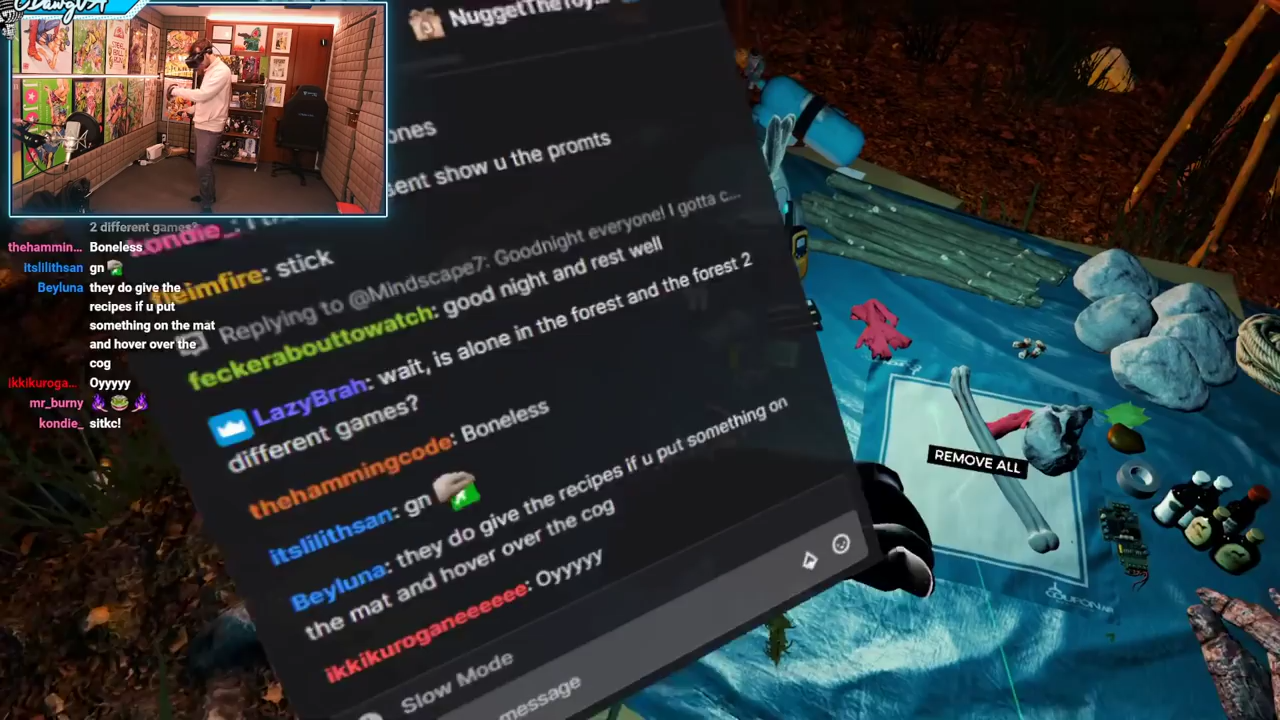 CDawgVA
NuggetTheToy...
ones
sent show u the promts
kondie_:
heimfire: stick
Replying to @Mindscape7: Goodnight everyone! I gotta c...
feckerabouttowatch: good night and rest well
LazyBrah: wait, is alone in the forest and the forest 2
different games?
thehammingcode: Boneless
itslilithsan: gn
Beyluna: they do give the recipes if u put something on
the mat and hover over the cog
ikkikuroganeeeeee: Oyyyyy
Slow Mode
message
2 different games?
thehammin... Boneless
itslilithsan gn
Beyluna they do give the
recipes if u put
something on the mat
and hover over the
cog
ikkikuroga... Oyyyyy
mr_burny
kondie_ sitkc!
REMOVE ALL